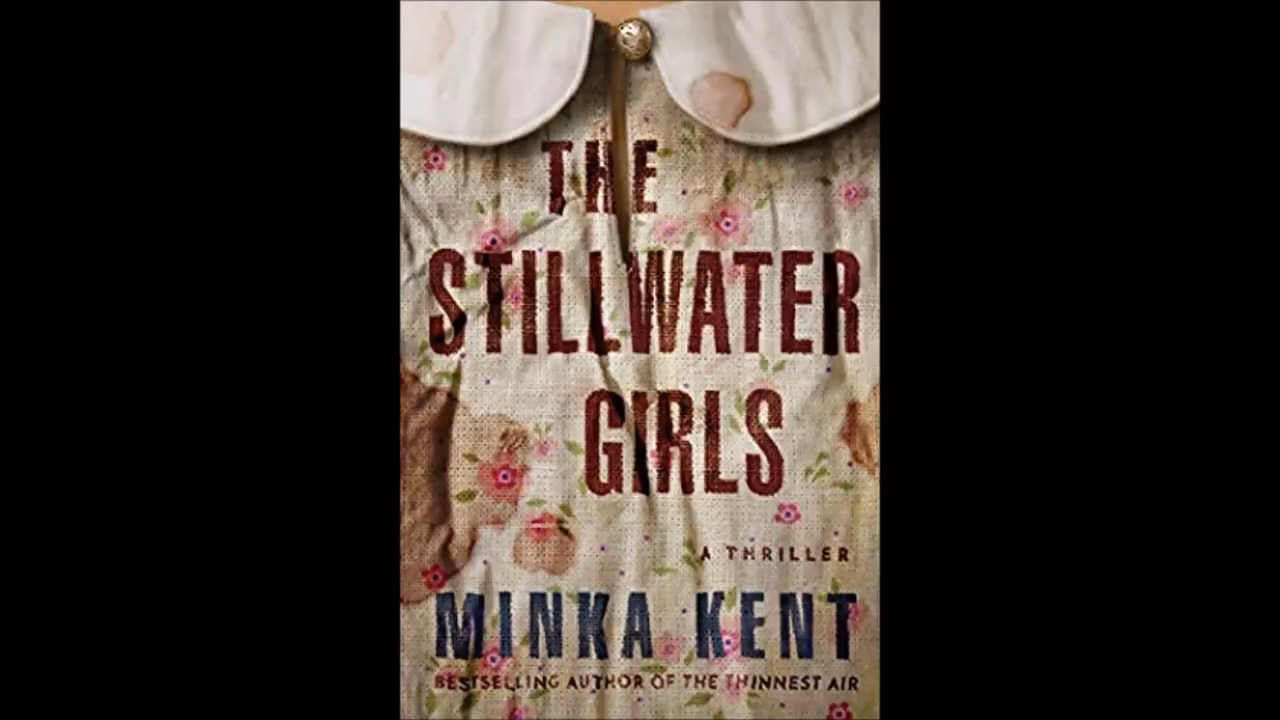 THE
STILLWATER
GIRLS
A THRILLER
MINKA KENT
BESTSELLING AUTHOR OF THE THINNEST AIR